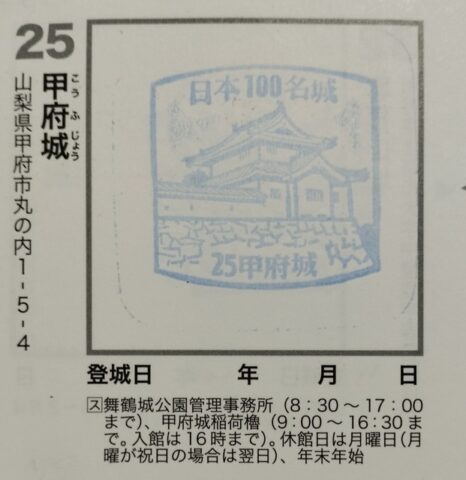 25
甲府城
こうふじょう
山梨県甲府市丸の内1-5-4
日本100名城
25甲府城
登城日　年　月　日
ス舞鶴城公園管理事務所（8：30～17：00
まで）、甲府城稲荷櫓（9：00～16：30ま
で。入館は16時まで）。休館日は月曜日（月
曜が祝日の場合は翌日）、年末年始